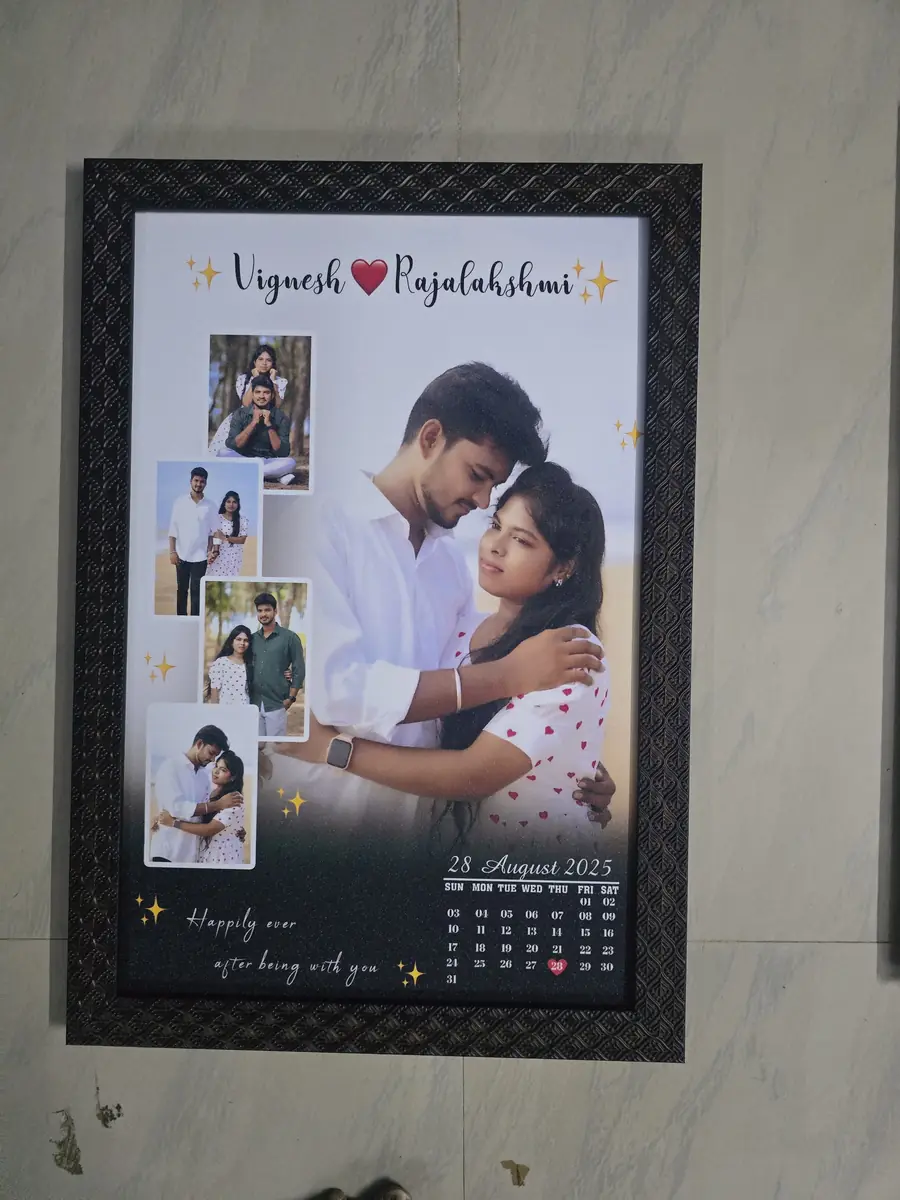 Vignesh ❤ Rajalakshmi
28 August 2025
SUN MON TUE WED THU FRI SAT
01 02
03 04 05 06 07 08 09
10 11 12 13 14 15 16
17 18 19 20 21 22 23
24 25 26 27 28 29 30
31
Happily ever
after being with you